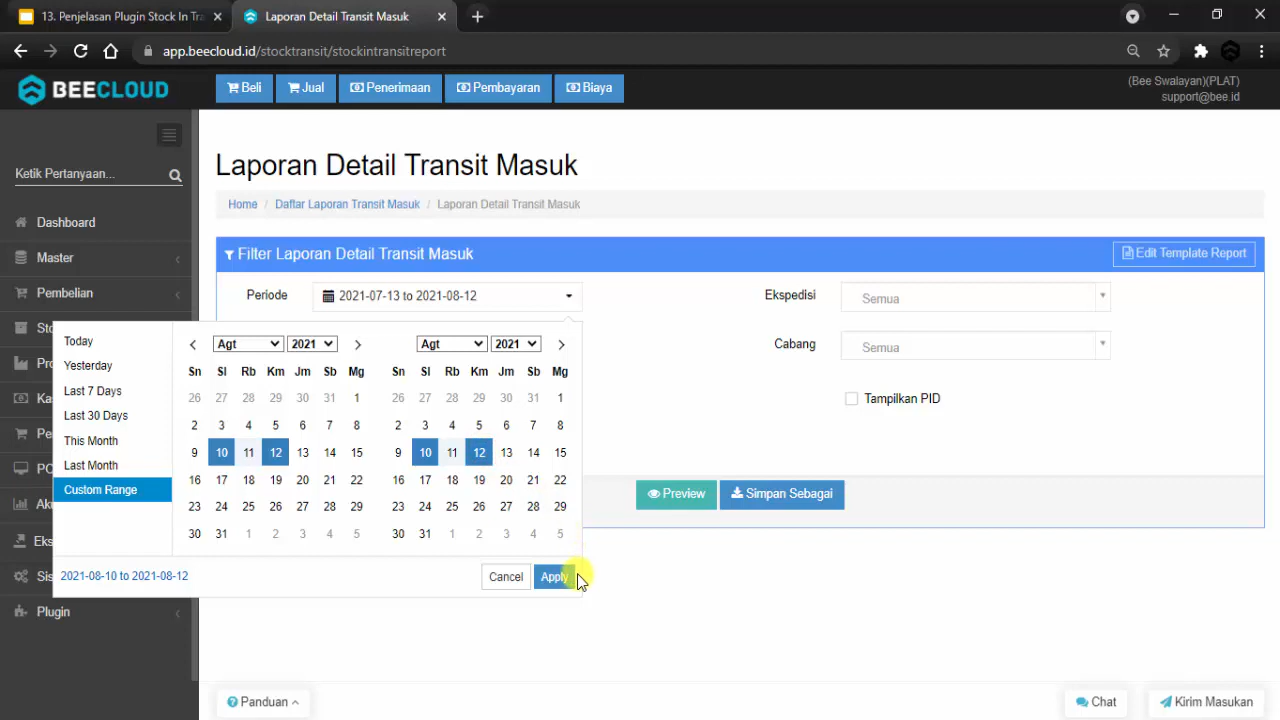 13. Penjelasan Plugin Stock In Tra
Laporan Detail Transit Masuk
app.beecloud.id/stocktransit/stockintransitreport
BEECLOUD
Beli
Jual
Penerimaan
Pembayaran
Biaya
(Bee Swalayan)(PLAT)
support@bee.id
Ketik Pertanyaan...
Dashboard
Master
Pembelian
Sto
Pro
Kas
Pe
PO
Aku
Eks
Sis
Plugin
Laporan Detail Transit Masuk
Home / Daftar Laporan Transit Masuk / Laporan Detail Transit Masuk
Filter Laporan Detail Transit Masuk
Edit Template Report
Periode
2021-07-13 to 2021-08-12
Ekspedisi
Semua
Cabang
Semua
Tampilkan PID
Today
Yesterday
Last 7 Days
Last 30 Days
This Month
Last Month
Custom Range
Agt 2021
Sn Sl Rb Km Jm Sb Mg
26 27 28 29 30 31 1
2 3 4 5 6 7 8
9 10 11 12 13 14 15
16 17 18 19 20 21 22
23 24 25 26 27 28 29
30 31 1 2 3 4 5
Agt 2021
Sn Sl Rb Km Jm Sb Mg
26 27 28 29 30 31 1
2 3 4 5 6 7 8
9 10 11 12 13 14 15
16 17 18 19 20 21 22
23 24 25 26 27 28 29
30 31 1 2 3 4 5
2021-08-10 to 2021-08-12
Cancel
Apply
Preview
Simpan Sebagai
Panduan
Chat
Kirim Masukan